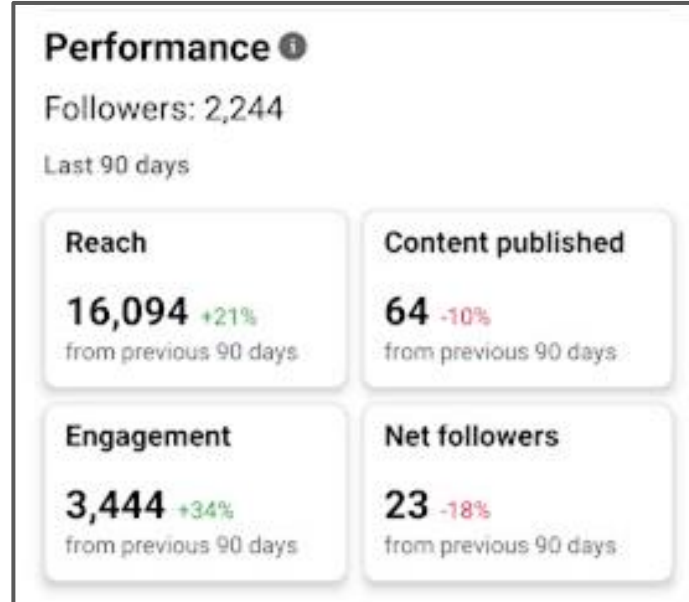 Performance
Followers: 2,244
Last 90 days
Reach
16,094 +21%
from previous 90 days
Content published
64 -10%
from previous 90 days
Engagement
3,444 +34%
from previous 90 days
Net followers
23 -18%
from previous 90 days